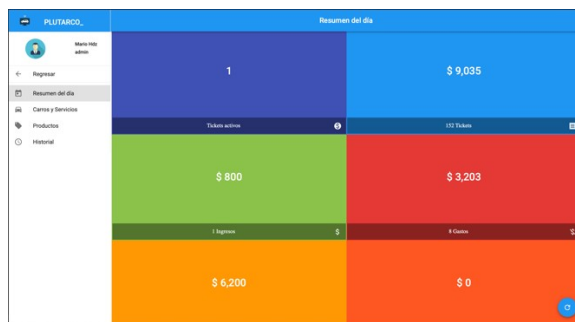 PLUTARCO_
Resumen del día
Mario Hdz
admin
Regresar
Resumen del día
Carros y Servicios
Productos
Historial
1
Tickets activos
$ 9,035
152 Tickets
$ 800
1 Ingresos
$ 3,203
8 Gastos
$ 6,200
$ 0